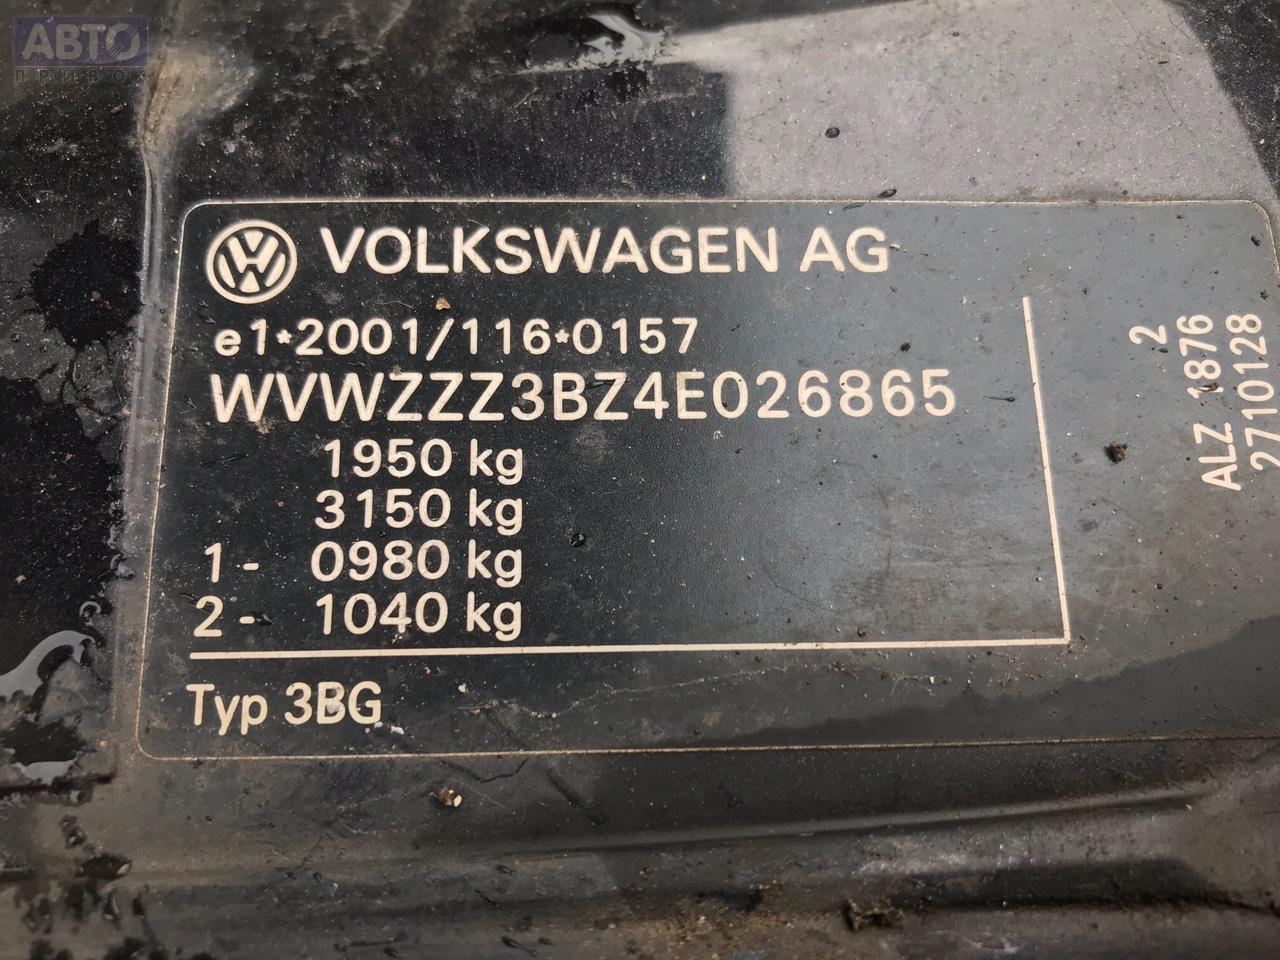 АВТО
ПРИВОЗ
VOLKSWAGEN AG
e1*2001/116*0157
WVWZZZ3BZ4E026865
1950 kg
3150 kg
1- 0980 kg
2- 1040 kg
Typ 3BG
2
ALZ 1876
2710128